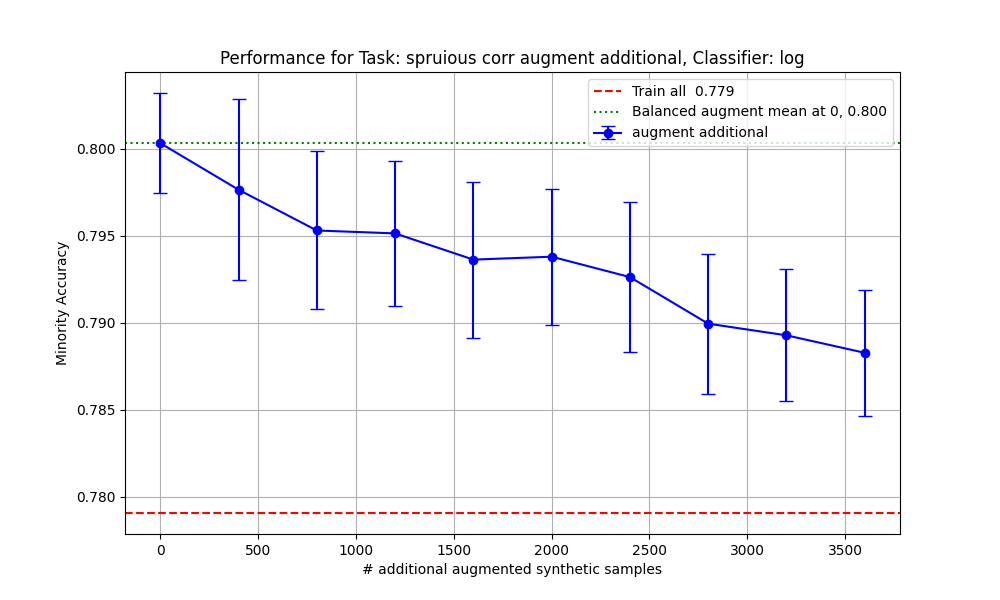 Performance for Task: spruious corr augment additional, Classifier: log
Train all  0.779
Balanced augment mean at 0, 0.800
augment additional
Minority Accuracy
0.800
0.795
0.790
0.785
0.780
0 500 1000 1500 2000 2500 3000 3500
# additional augmented synthetic samples